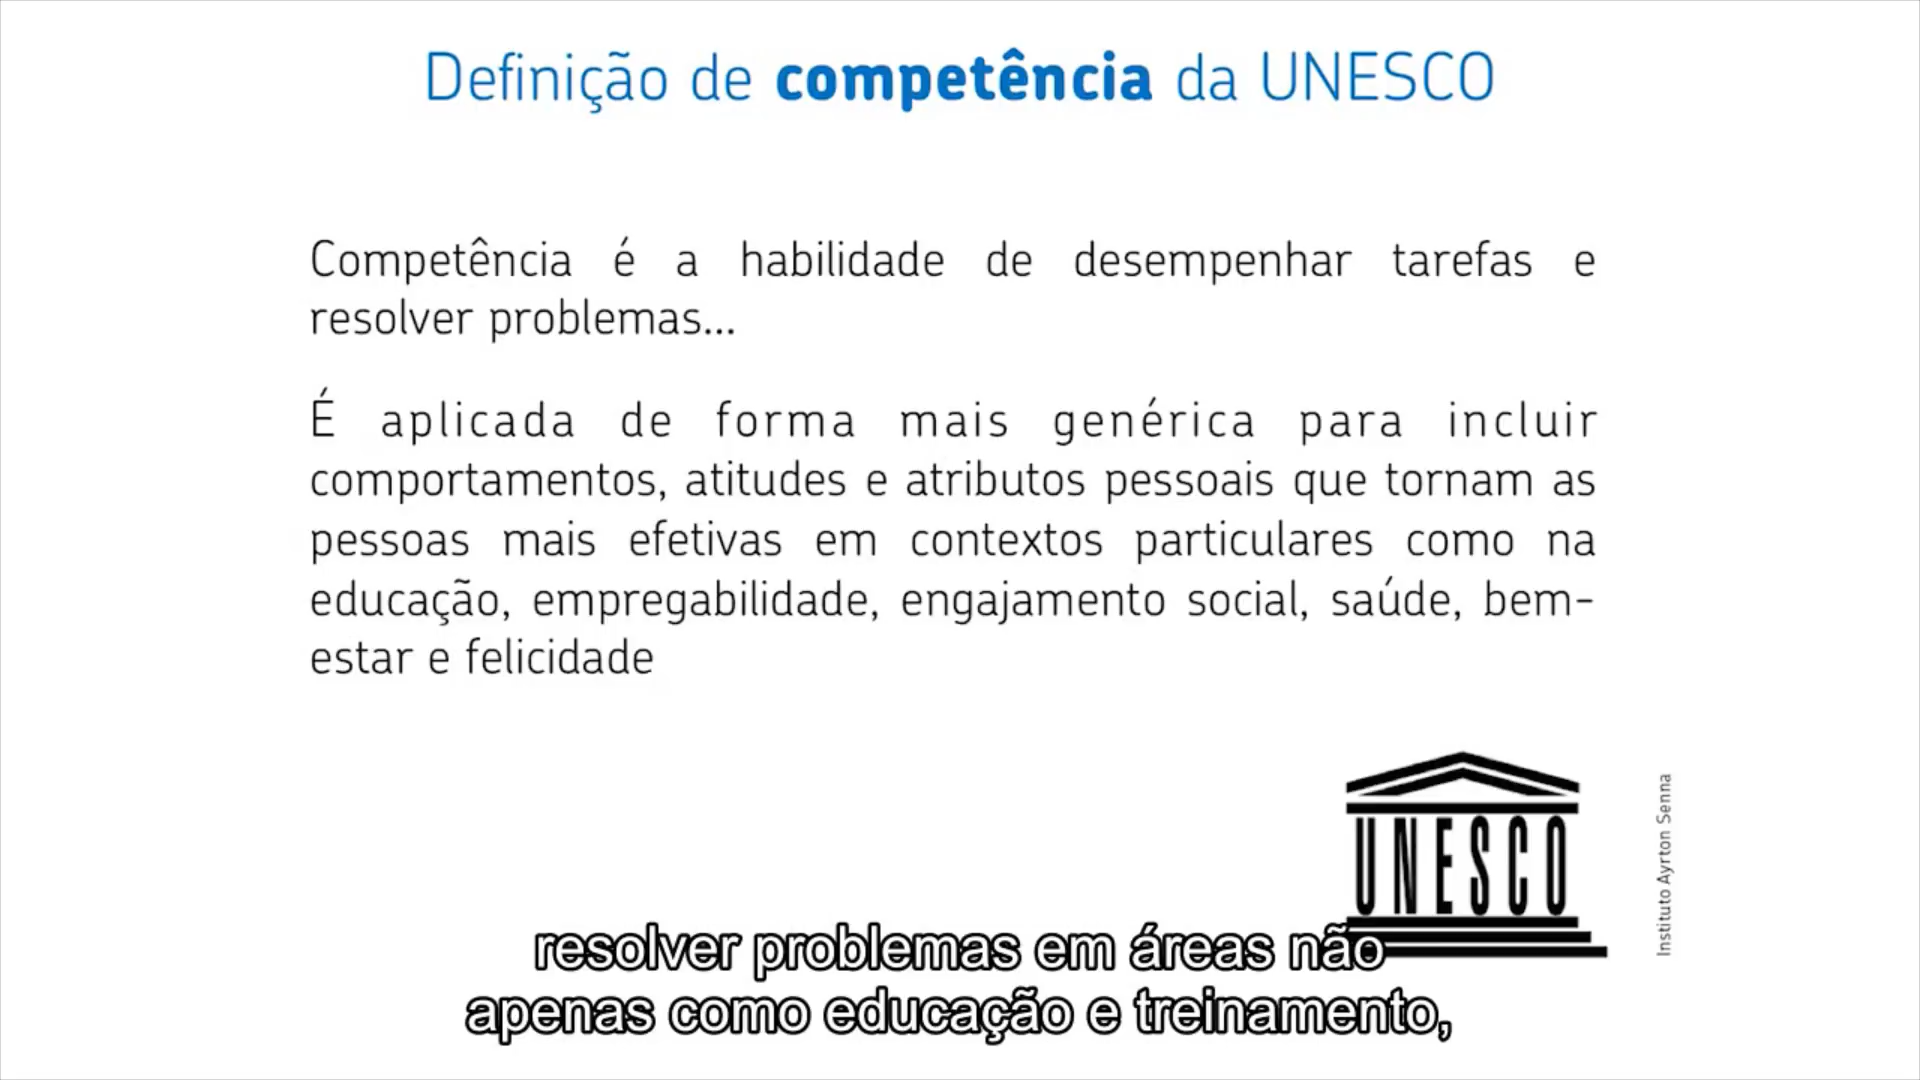 Definição de competência da UNESCO
Competência é a habilidade de desempenhar tarefas e
resolver problemas...
É aplicada de forma mais genérica para incluir
comportamentos, atitudes e atributos pessoais que tornam as
pessoas mais efetivas em contextos particulares como na
educação, empregabilidade, engajamento social, saúde, bem-
estar e felicidade
UNESCO
Instituto Ayrton Senna
resolver problemas em áreas não
apenas como educação e treinamento,